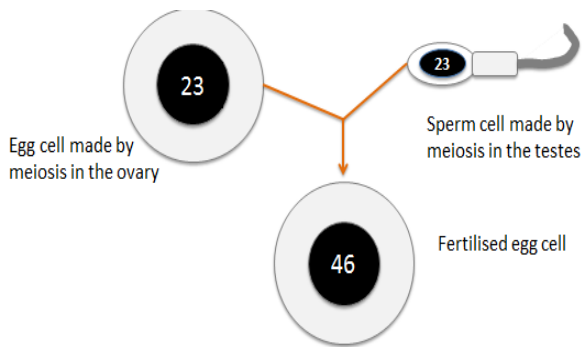 23
23
Egg cell made by
meiosis in the ovary
Sperm cell made by
meiosis in the testes
46
Fertilised egg cell